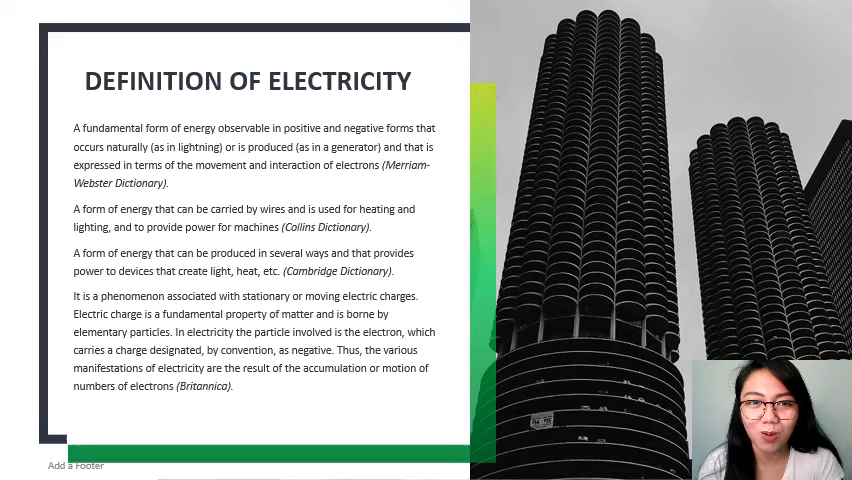 DEFINITION OF ELECTRICITY
A fundamental form of energy observable in positive and negative forms that
occurs naturally (as in lightning) or is produced (as in a generator) and that is
expressed in terms of the movement and interaction of electrons (Merriam-
Webster Dictionary).
A form of energy that can be carried by wires and is used for heating and
lighting, and to provide power for machines (Collins Dictionary).
A form of energy that can be produced in several ways and that provides
power to devices that create light, heat, etc. (Cambridge Dictionary).
It is a phenomenon associated with stationary or moving electric charges.
Electric charge is a fundamental property of matter and is borne by
elementary particles. In electricity the particle involved is the electron, which
carries a charge designated, by convention, as negative. Thus, the various
manifestations of electricity are the result of the accumulation or motion of
numbers of electrons (Britannica).
Add a Footer